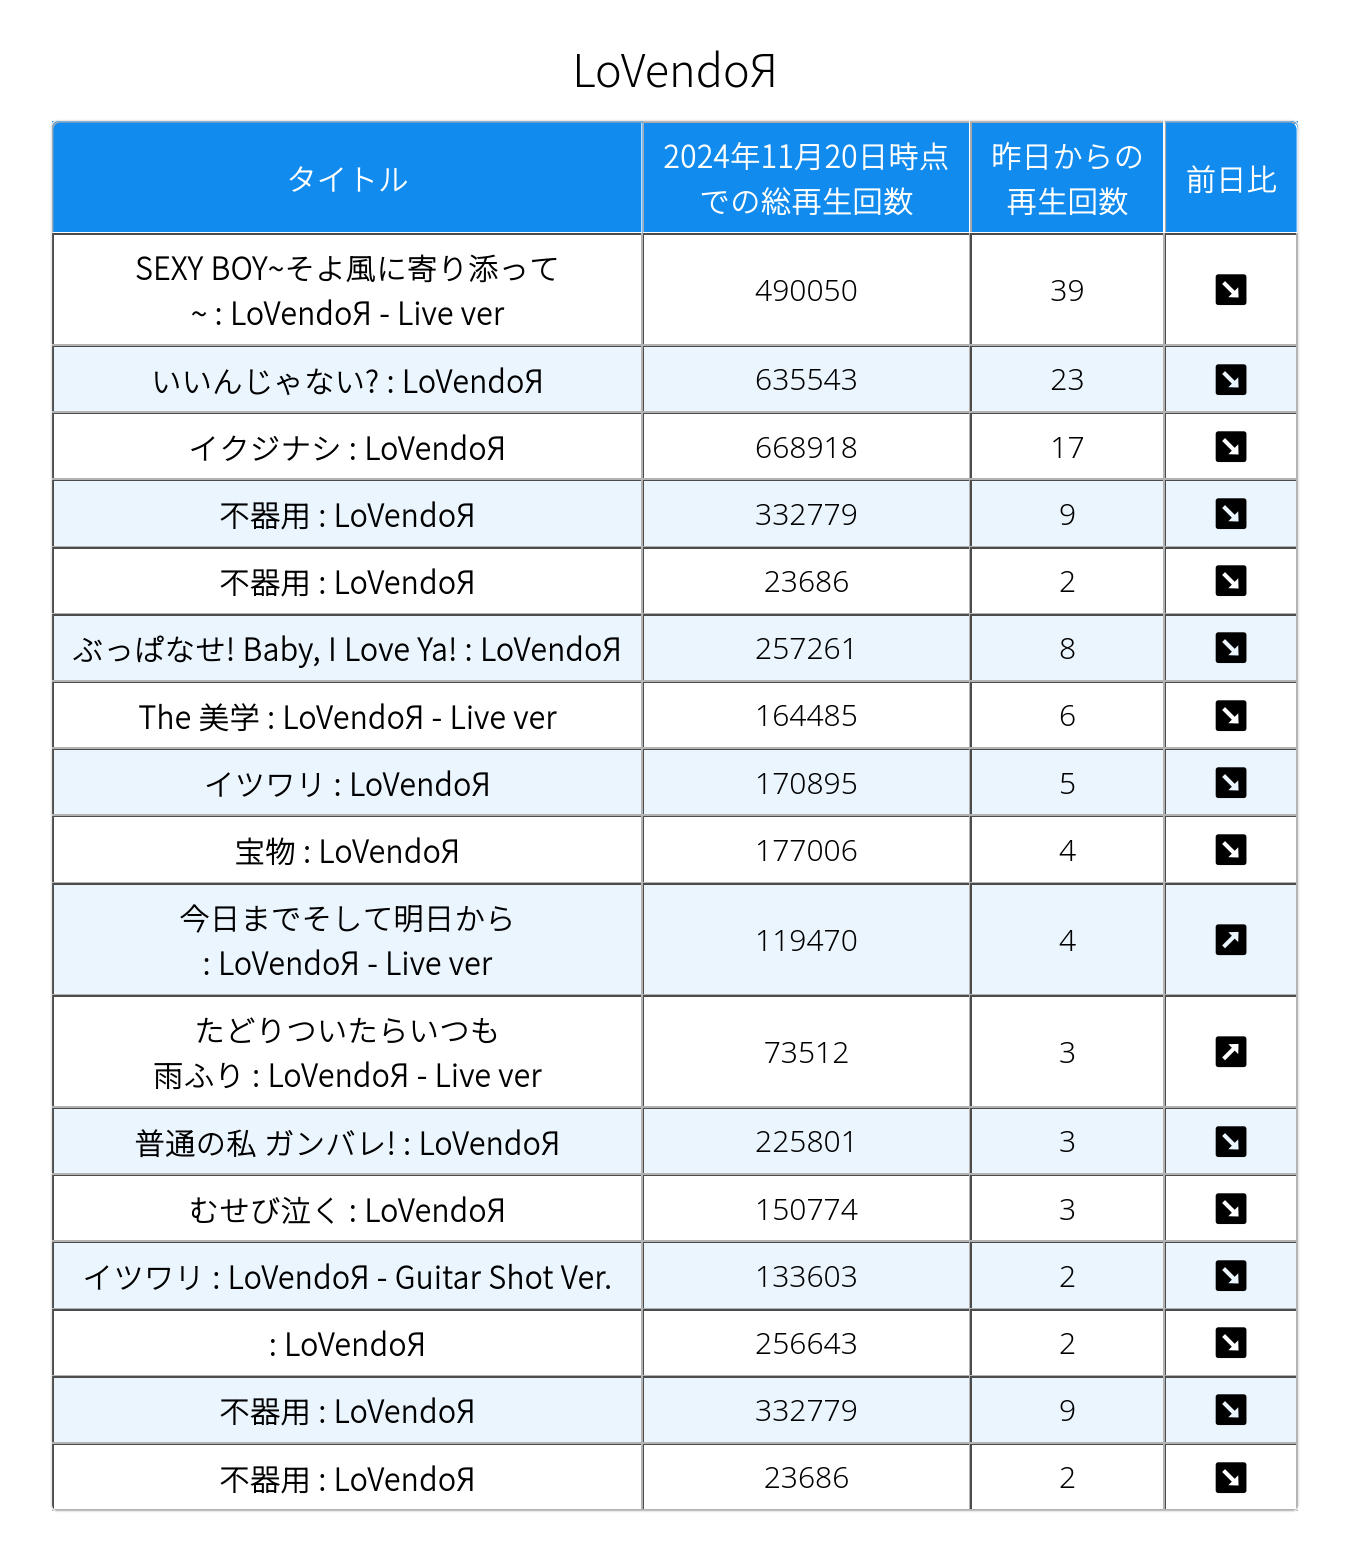 LoVendoЯ
タイトル
2024年11月20日時点
での総再生回数
昨日からの
再生回数
前日比
SEXY BOY~そよ風に寄り添って
~ : LoVendoЯ - Live ver
490050
39
いいんじゃない? : LoVendoЯ
635543
23
イクジナシ : LoVendoЯ
668918
17
不器用 : LoVendoЯ
332779
9
不器用 : LoVendoЯ
23686
2
ぶっぱなせ! Baby, I Love Ya! : LoVendoЯ
257261
8
The 美学 : LoVendoЯ - Live ver
164485
6
イツワリ : LoVendoЯ
170895
5
宝物 : LoVendoЯ
177006
4
今日までそして明日から
: LoVendoЯ - Live ver
119470
4
たどりついたらいつも
雨ふり : LoVendoЯ - Live ver
73512
3
普通の私 ガンバレ! : LoVendoЯ
225801
3
むせび泣く : LoVendoЯ
150774
3
イツワリ : LoVendoЯ - Guitar Shot Ver.
133603
2
: LoVendoЯ
256643
2
不器用 : LoVendoЯ
332779
9
不器用 : LoVendoЯ
23686
2